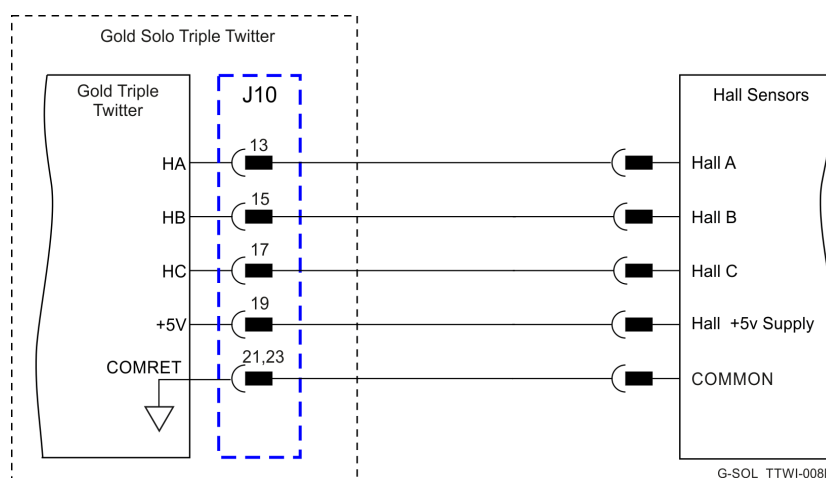 Gold Solo Triple Twitter
Gold Triple
Twitter
J10
Hall Sensors
13
HA
Hall A
15
HB
Hall B
17
HC
Hall C
19
+5V
Hall +5v Supply
21,23
COMRET
COMMON